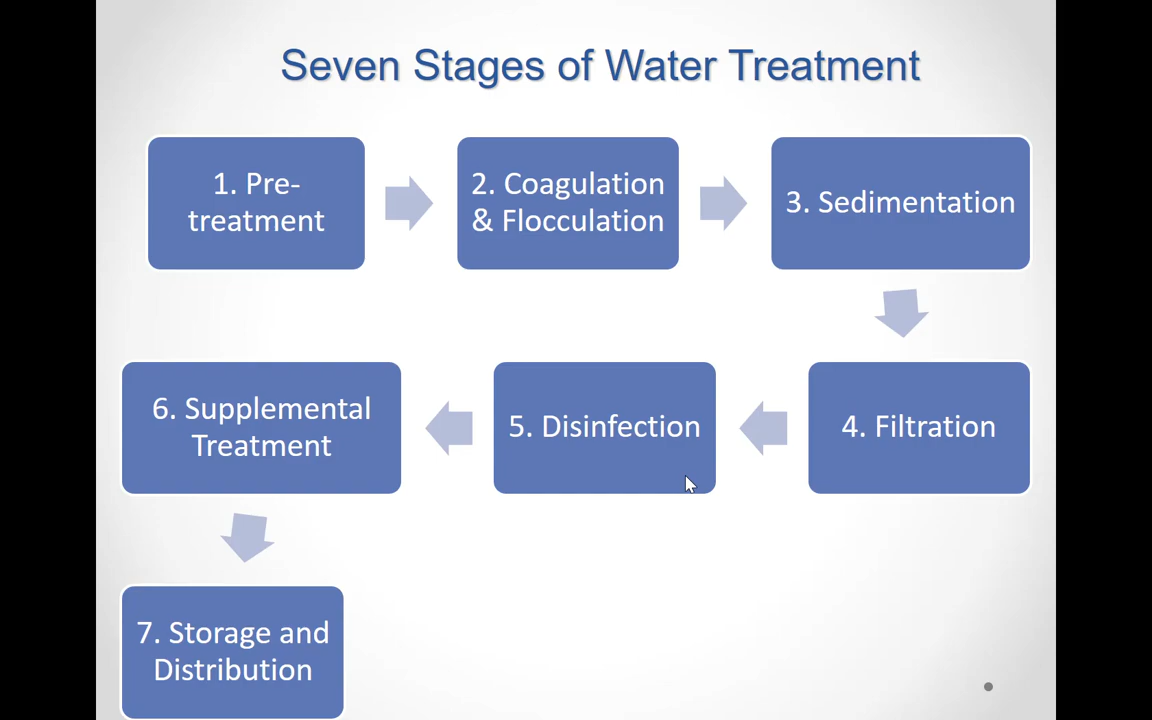 Seven Stages of Water Treatment
1. Pre-
treatment
2. Coagulation
& Flocculation
3. Sedimentation
4. Filtration
5. Disinfection
6. Supplemental
Treatment
7. Storage and
Distribution